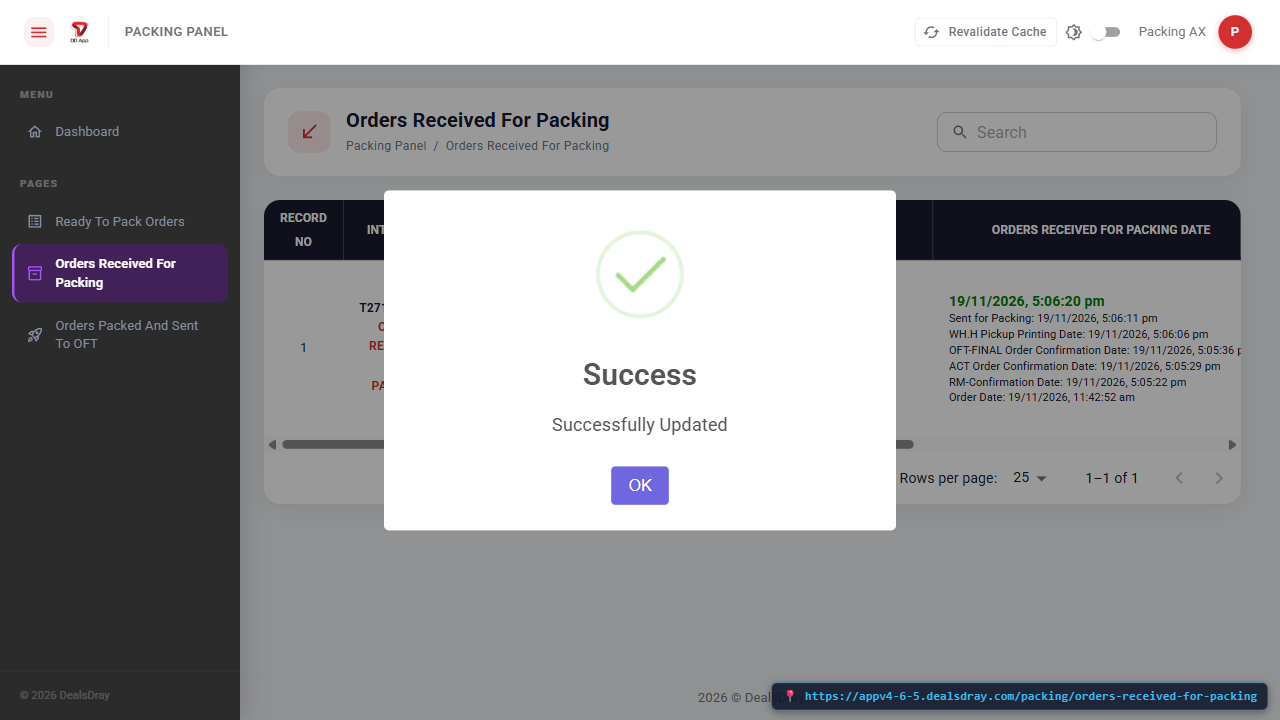 DD App
PACKING PANEL
Revalidate Cache
Packing AX
P
MENU
Dashboard
PAGES
Ready To Pack Orders
Orders Received For
Packing
Orders Packed And Sent
To OFT
© 2026 DealsDray
Orders Received For Packing
Packing Panel / Orders Received For Packing
Search
RECORD
NO
INT
ORDERS RECEIVED FOR PACKING DATE
1
T271
O
RE
PA
19/11/2026, 5:06:20 pm
Sent for Packing: 19/11/2026, 5:06:11 pm
WH.H Pickup Printing Date: 19/11/2026, 5:06:06 pm
OFT-FINAL Order Confirmation Date: 19/11/2026, 5:05:36 p
ACT Order Confirmation Date: 19/11/2026, 5:05:29 pm
RM-Confirmation Date: 19/11/2026, 5:05:22 pm
Order Date: 19/11/2026, 11:42:52 am
Rows per page: 25
1–1 of 1
Success
Successfully Updated
OK
2026 © Deals
https://appv4-6-5.dealsdray.com/packing/orders-received-for-packing